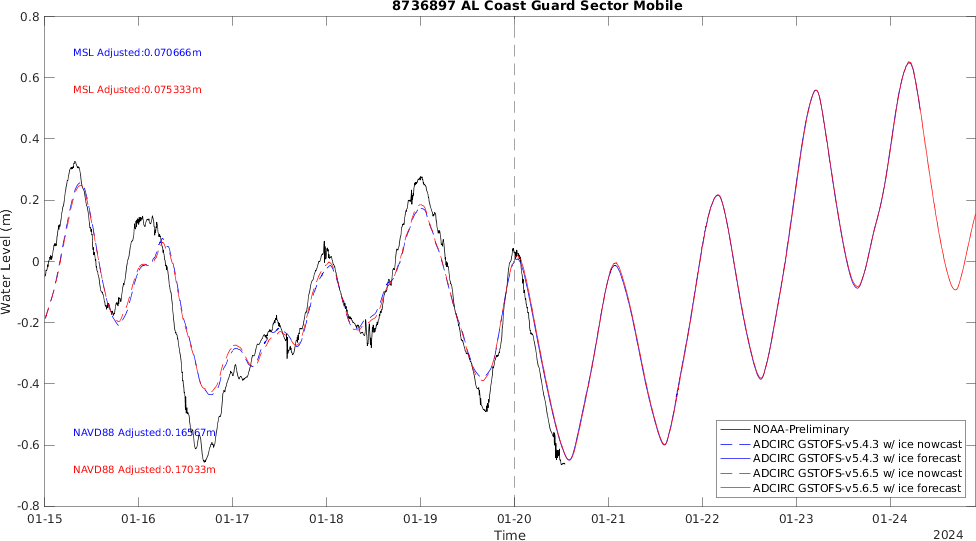 8736897 AL Coast Guard Sector Mobile
0.8
0.6
0.4
0.2
0
-0.2
-0.4
-0.6
-0.8
Water Level (m)
MSL Adjusted:0.070666m
MSL Adjusted:0.075333m
NAVD88 Adjusted:0.16567m
NAVD88 Adjusted:0.17033m
NOAA-Preliminary
ADCIRC GSTOFS-v5.4.3 w/ ice nowcast
ADCIRC GSTOFS-v5.4.3 w/ ice forecast
ADCIRC GSTOFS-v5.6.5 w/ ice nowcast
ADCIRC GSTOFS-v5.6.5 w/ ice forecast
01-15 01-16 01-17 01-18 01-19 01-20 01-21 01-22 01-23 01-24
Time
2024